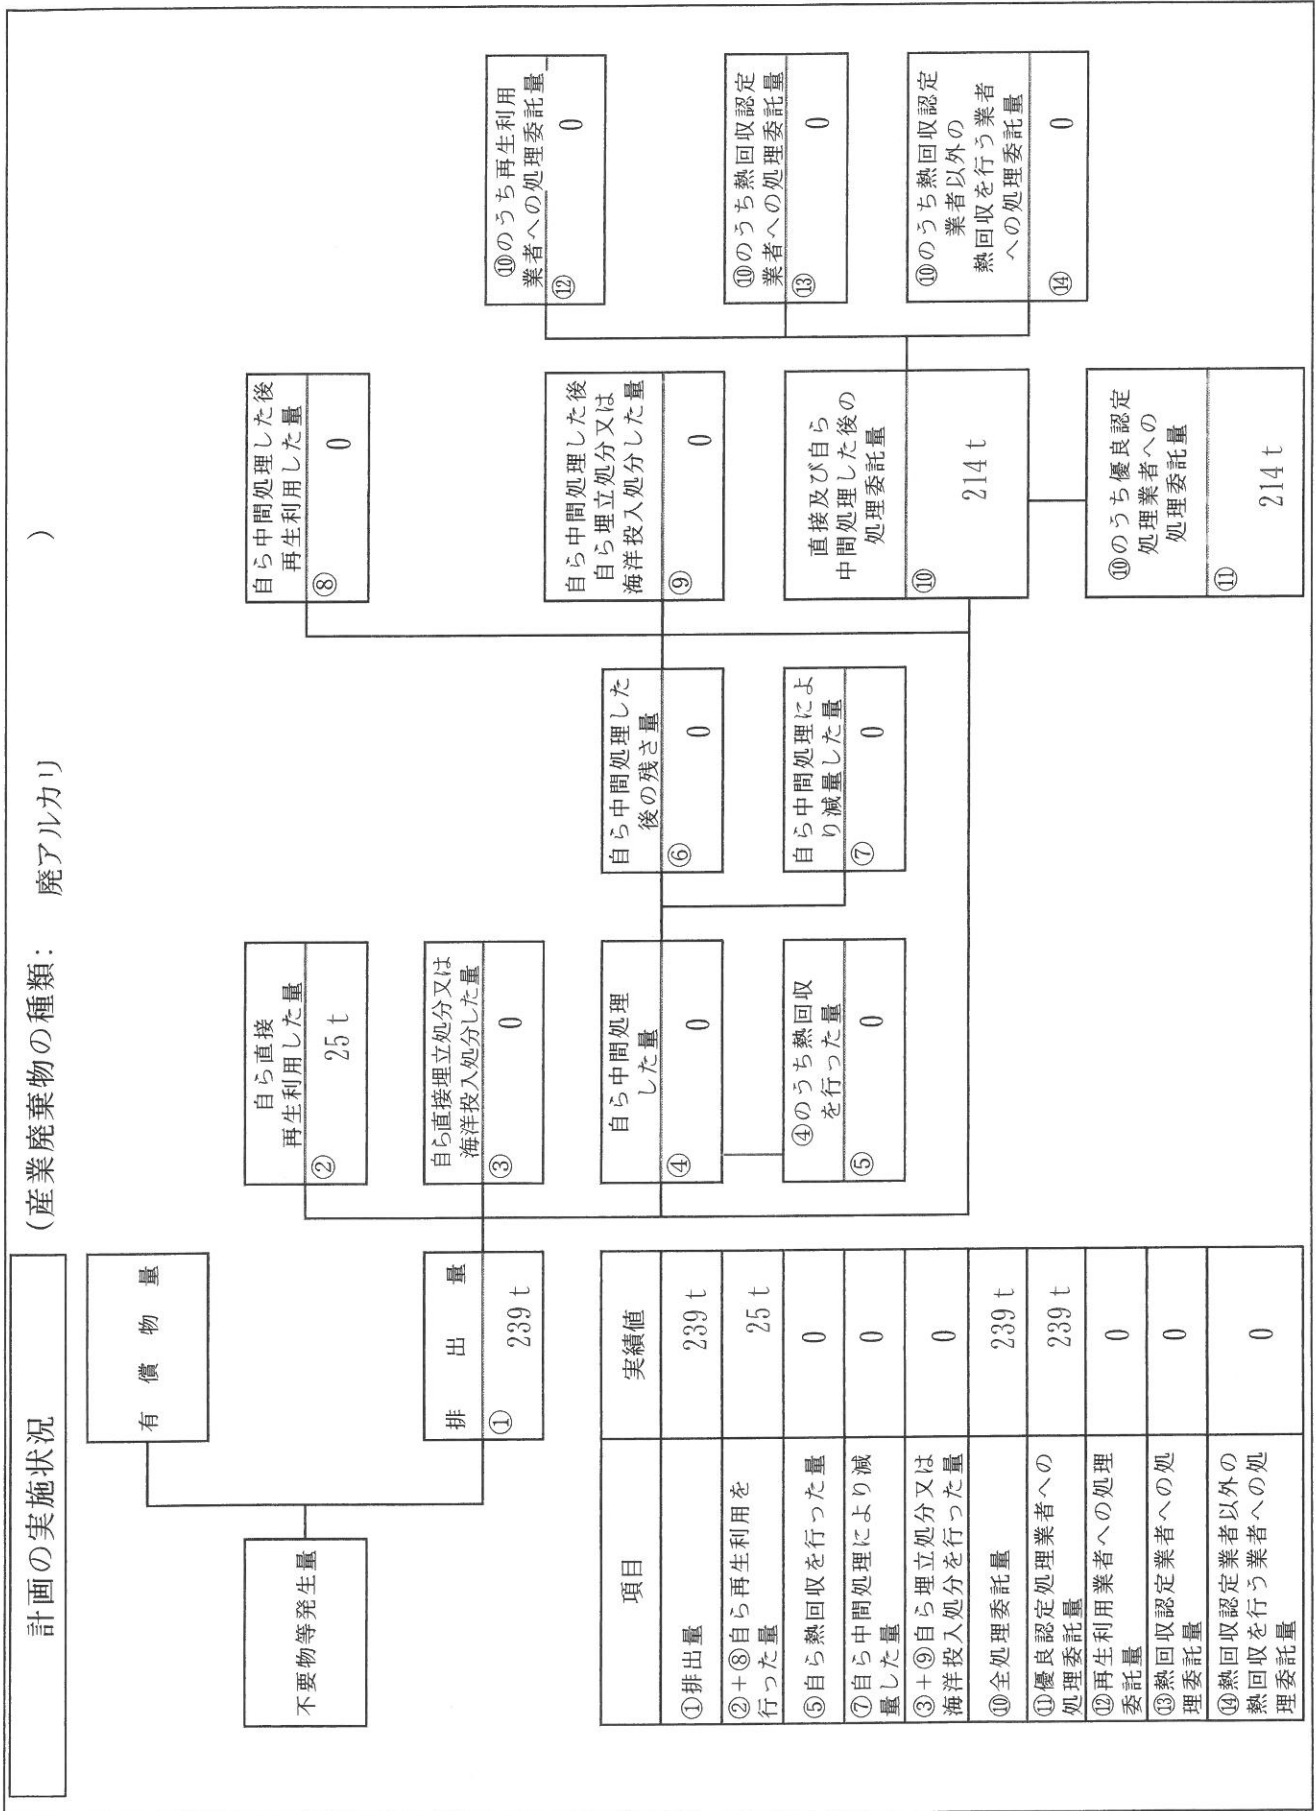 計画の実施状況
(産業廃棄物の種類: 廃アルカリ )
有償物量
不要物等発生量
排出量
①
239t
自ら直接
再生利用した量
②
25t
自ら直接埋立処分又は
海洋投入処分した量
③
0
自ら中間処理
した量
④
0
④のうち熱回収
を行った量
⑤
0
自ら中間処理した
後の残さ量
⑥
0
自ら中間処理によ
り減量した量
⑦
0
自ら中間処理した後
再生利用した量
⑧
0
自ら中間処理した後
自ら埋立処分又は
海洋投入処分した量
⑨
0
直接及び自ら
中間処理した後の
処理委託量
⑩
214t
⑩のうち優良認定
処理業者への
処理委託量
⑪
214t
⑩のうち再生利用
業者への処理委託量
⑫
0
⑩のうち熱回収認定
業者への処理委託量
⑬
0
⑩のうち熱回収認定
業者以外の
熱回収を行う業者
への処理委託量
⑭
0
項目 実績値
①排出量 239t
②+⑧自ら再生利用を
行った量
25t
⑤自ら熱回収を行った量 0
⑦自ら中間処理により減
量した量
0
③+⑨自ら埋立処分又は
海洋投入処分を行った量
0
⑩全処理委託量 239t
⑪優良認定処理業者への
処理委託量
239t
⑫再生利用業者への処理
委託量
0
⑬熱回収認定業者への処
理委託量
0
⑭熱回収認定業者以外の
熱回収を行う業者への処
理委託量
0